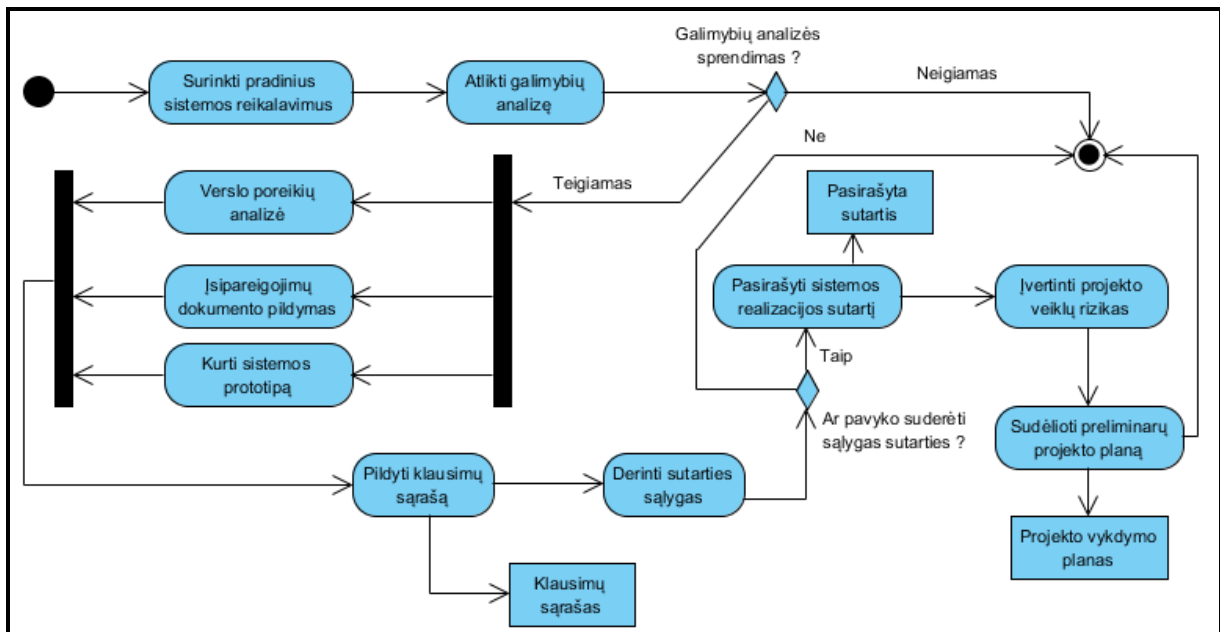 Galimybių analizės
sprendimas ?
Neigiamas
Surinkti pradinius
sistemos reikalavimus
Atlikti galimybių
analizę
Ne
Teigiamas
Verslo poreikių
analizė
Pasirašyta
sutartis
Įsipareigojimų
dokumento pildymas
Pasirašyti sistemos
realizacijos sutartį
Įvertinti projekto
veiklų rizikas
Kurti sistemos
prototipą
Taip
Ar pavyko suderėti
sąlygas sutarties ?
Sudėlioti preliminarų
projekto planą
Pildyti klausimų
sąrašą
Derinti sutarties
sąlygas
Projekto vykdymo
planas
Klausimų
sąrašas